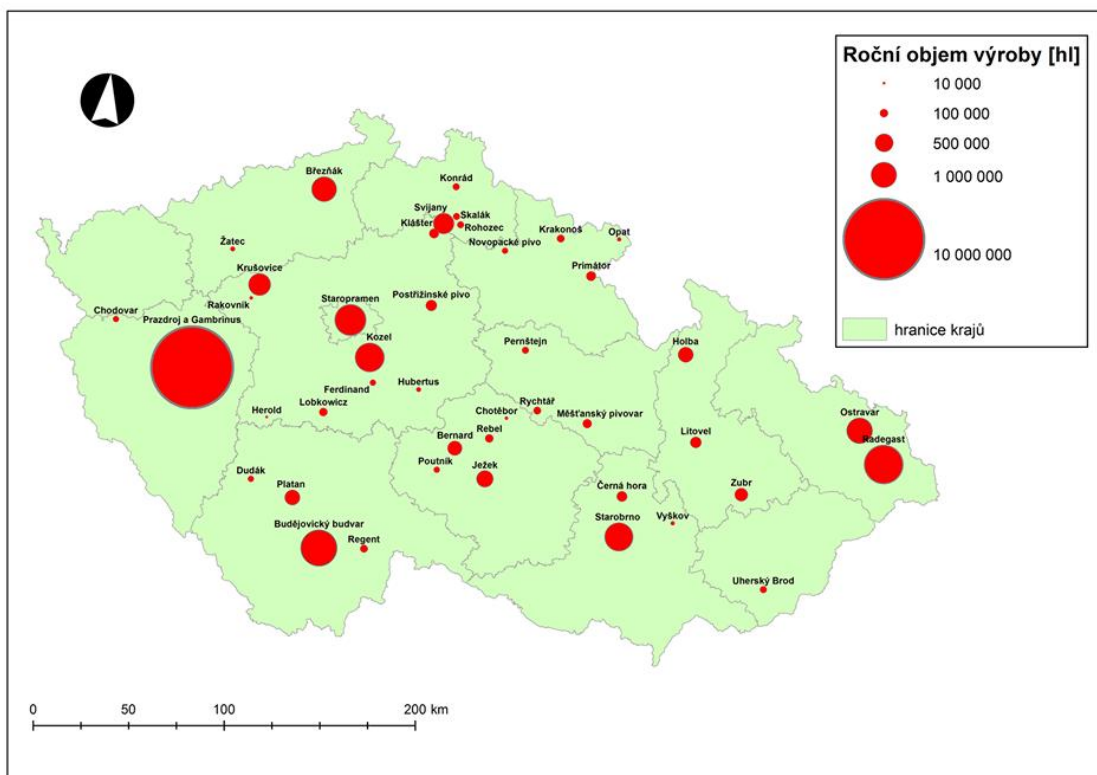 Roční objem výroby [hl]
10 000
100 000
500 000
1 000 000
10 000 000
hranice krajů
Březňák
Konrád
Svijany
Skalák
Klášter
Rohozec
Krakonoš
Opat
Žatec
Novopacké pivo
Krušovice
Primátor
Rakovník
Postřižinské pivo
Chodovar
Staropramen
Prazdroj a Gambrinus
Kozel
Pernštejn
Holba
Ferdinand
Hubertus
Herold
Lobkowicz
Chotěbor
Rychtář
Měšťanský pivovar
Ostravar
Rebel
Bernard
Litovel
Radegast
Poutník
Ježek
Dudák
Platan
Černá hora
Zubr
Budějovický budvar
Starobrno
Vyškov
Regent
Uherský Brod
0 50 100 200 km